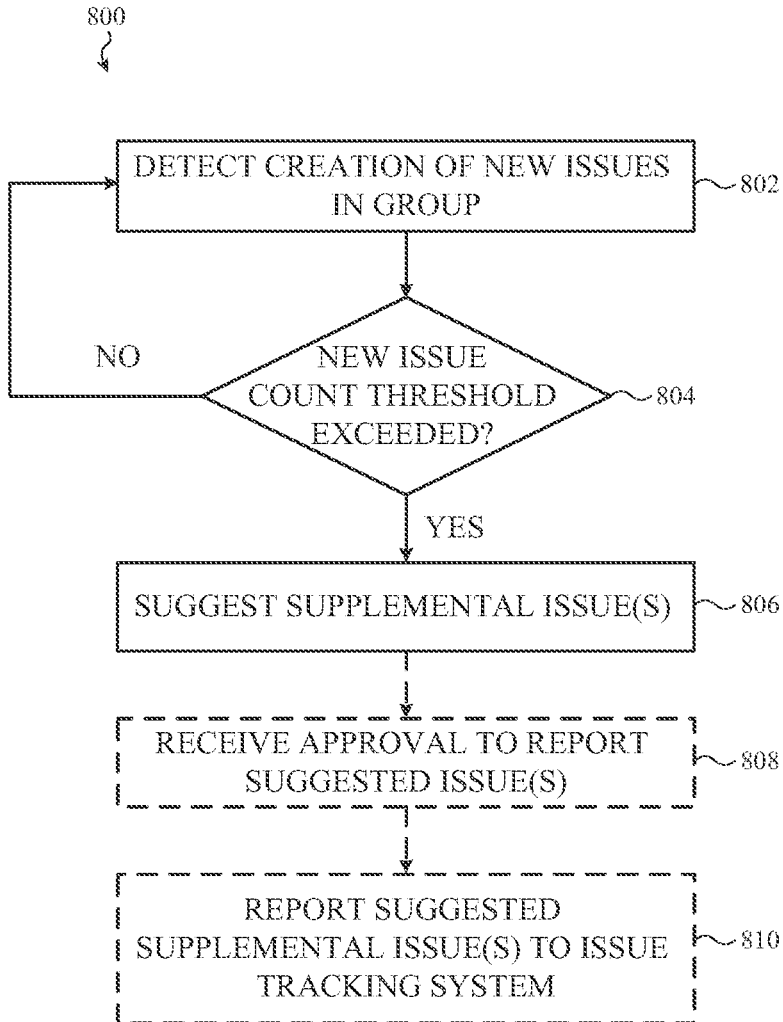 800
DETECT CREATION OF NEW ISSUES
IN GROUP
802
NO
NEW ISSUE
COUNT THRESHOLD
EXCEEDED?
804
YES
SUGGEST SUPPLEMENTAL ISSUE(S)
806
RECEIVE APPROVAL TO REPORT
SUGGESTED ISSUE(S)
808
REPORT SUGGESTED
SUPPLEMENTAL ISSUE(S) TO ISSUE
TRACKING SYSTEM
810